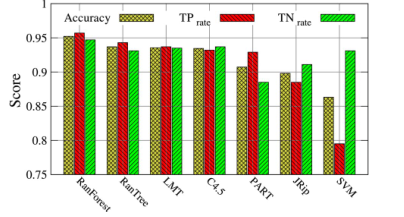 1
Accuracy TP rate TN rate
0.95
0.9
0.85
0.8
0.75
Score
RanForest
RanTree
LMT
C4.5
PART
JRip
SVM